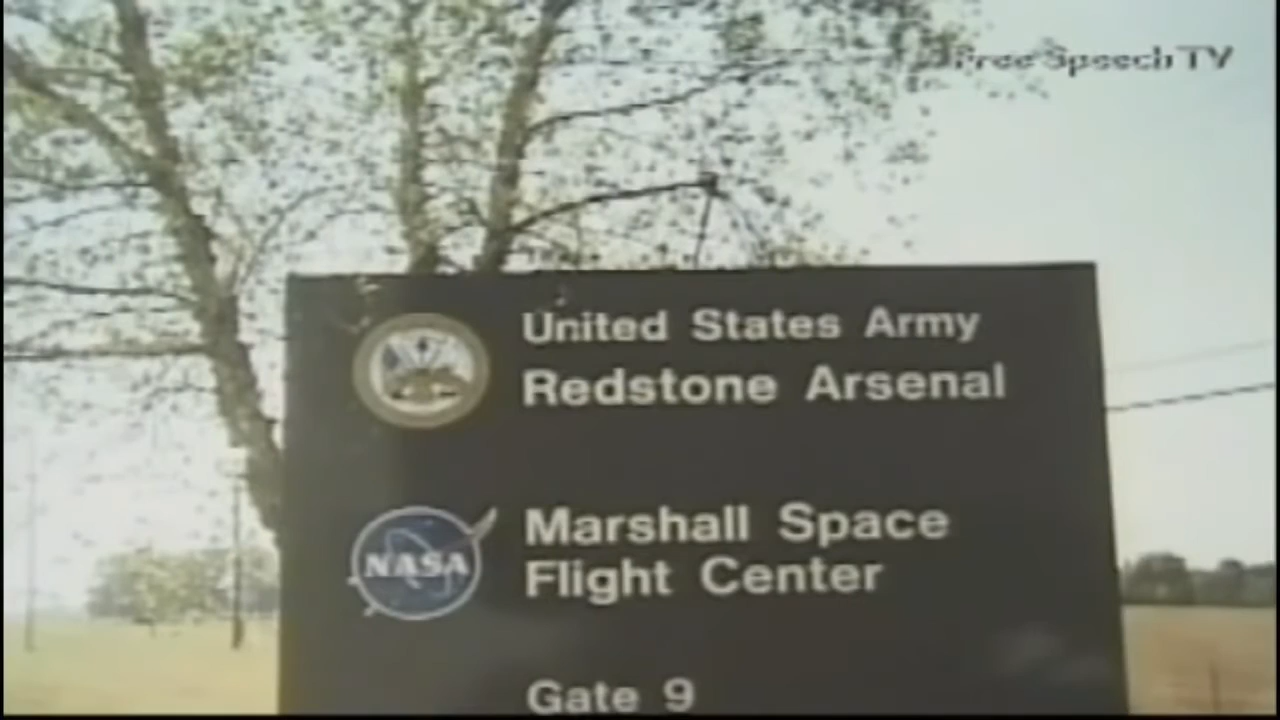 Free Speech TV
United States Army
Redstone Arsenal
NASA
Marshall Space
Flight Center
Gate 9